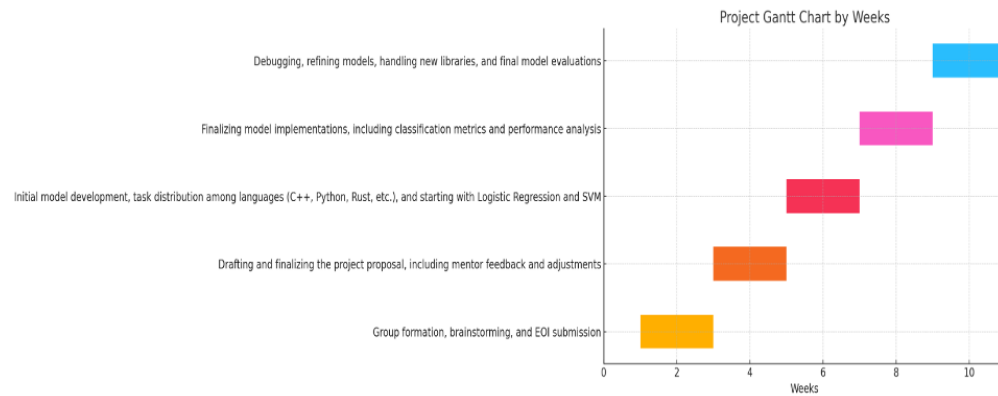 Project Gantt Chart by Weeks
Debugging, refining models, handling new libraries, and final model evaluations
Finalizing model implementations, including classification metrics and performance analysis
Initial model development, task distribution among languages (C++, Python, Rust, etc.), and starting with Logistic Regression and SVM
Drafting and finalizing the project proposal, including mentor feedback and adjustments
Group formation, brainstorming, and EOI submission
0 2 4 6 8 10
Weeks